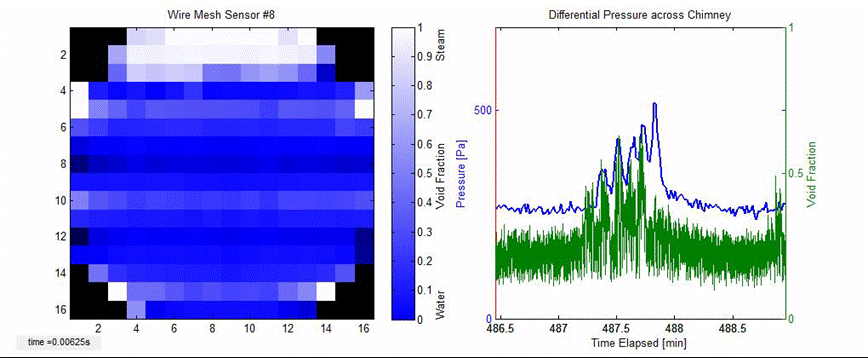 Wire Mesh Sensor #8
2
4
6
8
10
12
14
16
2 4 6 8 10 12 14 16
time =0.00625s
1
0.9
0.8
0.7
0.6
0.5
0.4
0.3
0.2
0.1
0
Steam
Void Fraction
Water
Differential Pressure across Chimney
Pressure [Pa]
500
0
486.5 487 487.5 488 488.5
Time Elapsed [min]
1
0.5
0
Void Fraction